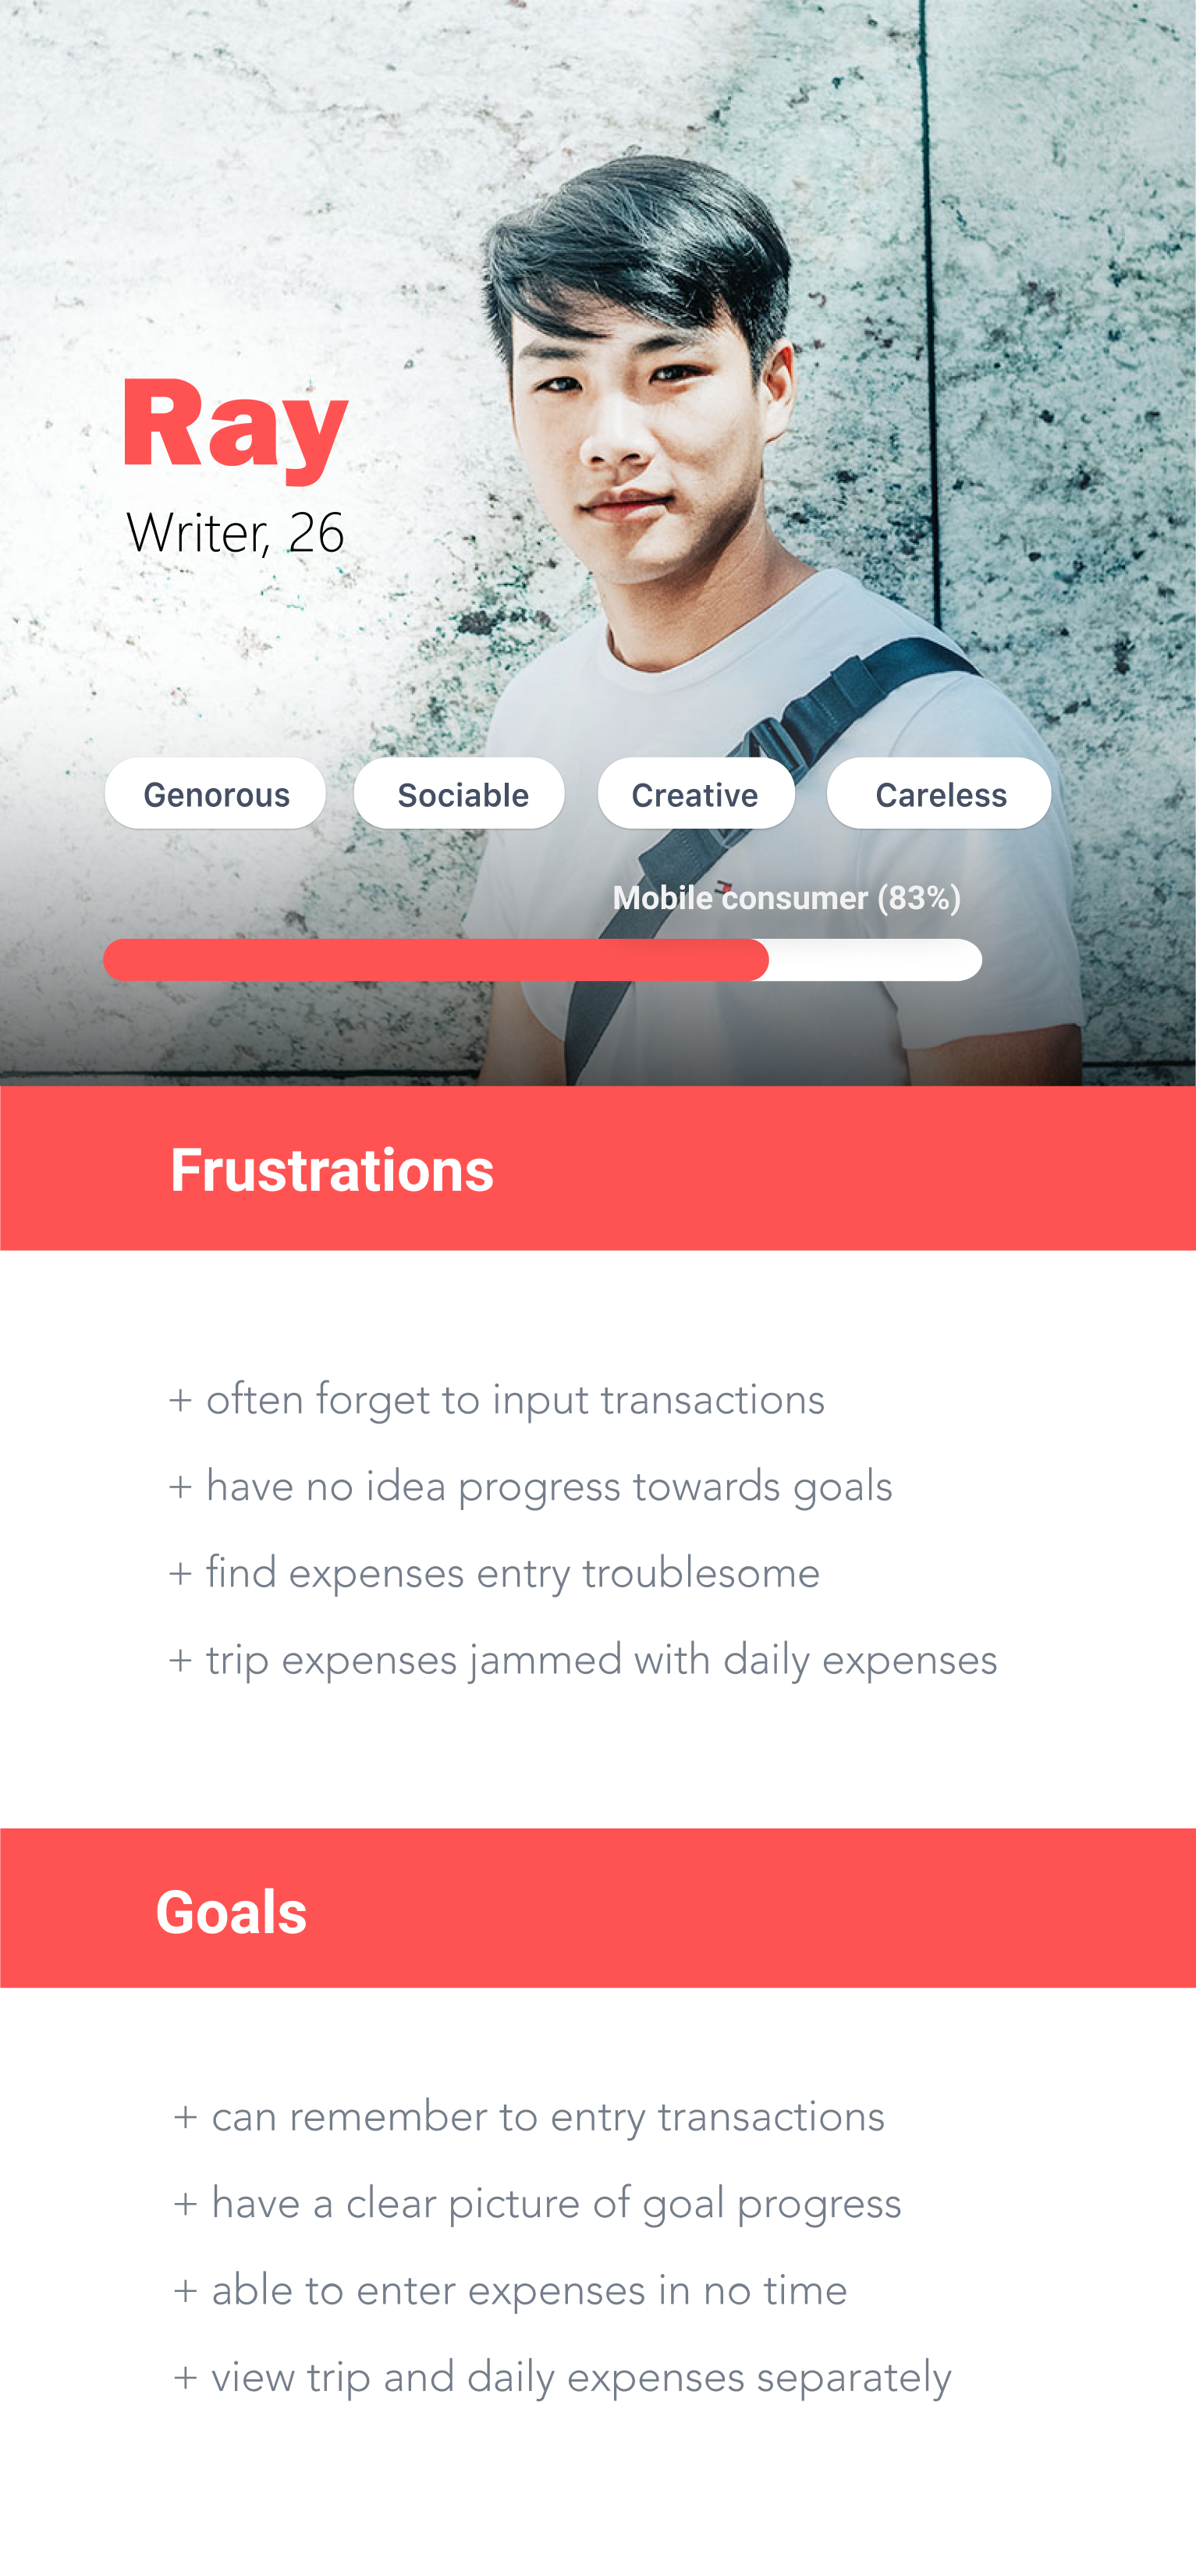 Ray
Writer, 26
Genorous Sociable Creative Careless
Mobile consumer (83%)
Frustrations
+ often forget to input transactions
+ have no idea progress towards goals
+ find expenses entry troublesome
+ trip expenses jammed with daily expenses
Goals
+ can remember to entry transactions
+ have a clear picture of goal progress
+ able to enter expenses in no time
+ view trip and daily expenses separately